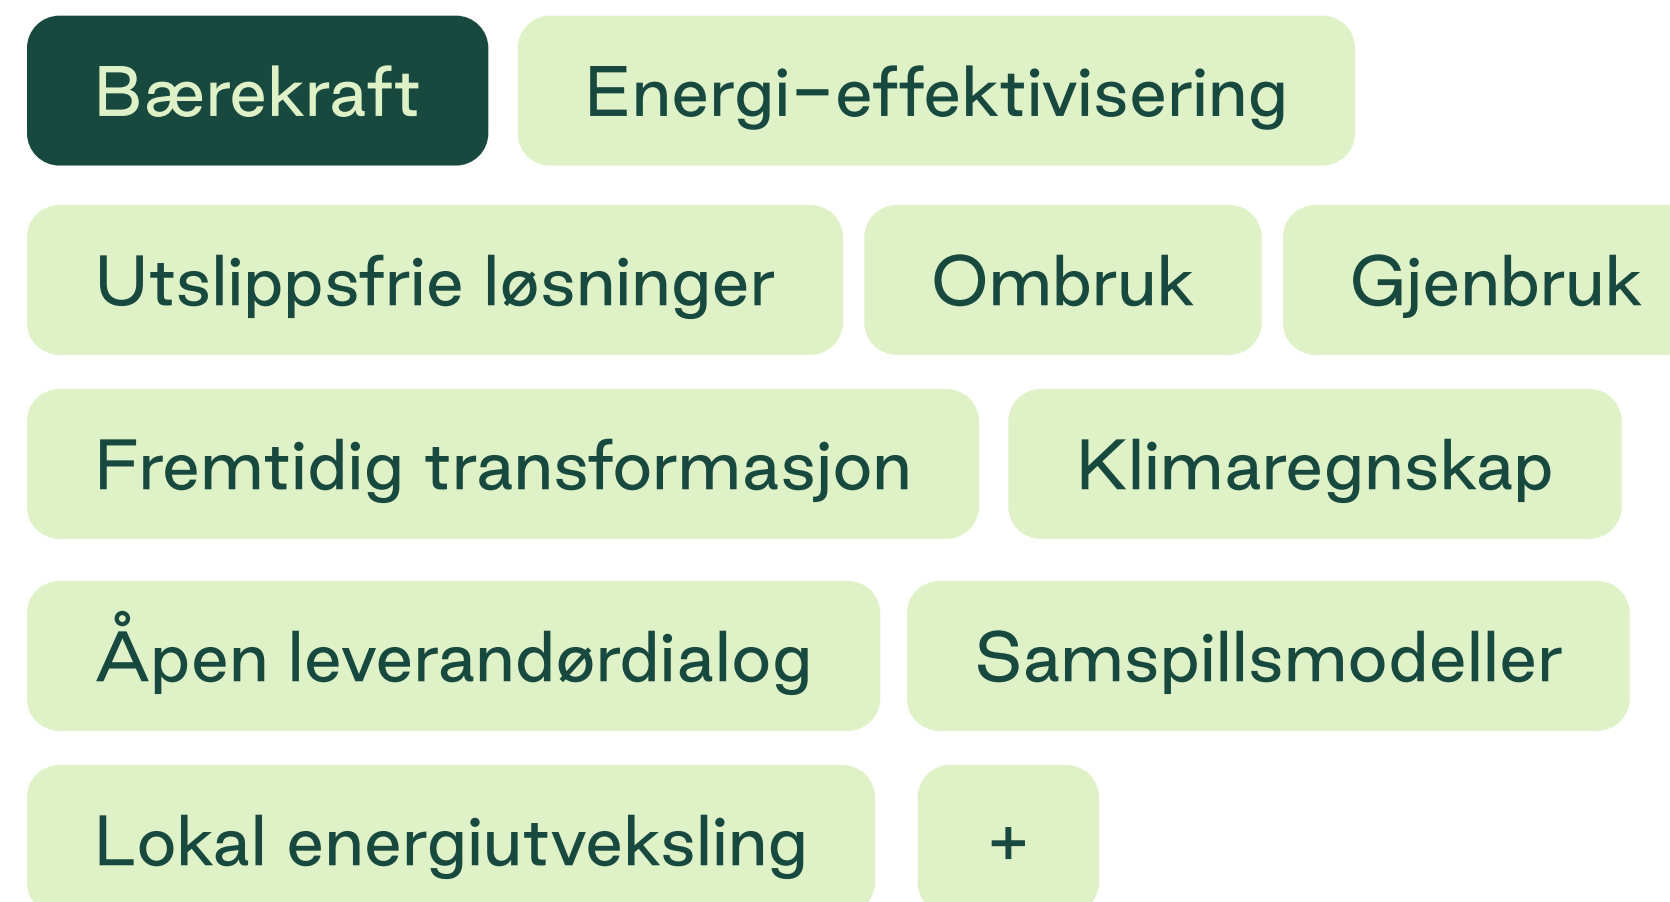 Bærekraft Energi–effektivisering
Utslippsfrie løsninger Ombruk Gjenbruk
Fremtidig transformasjon Klimaregnskap
Åpen leverandørdialog Samspillsmodeller
Lokal energiutveksling +